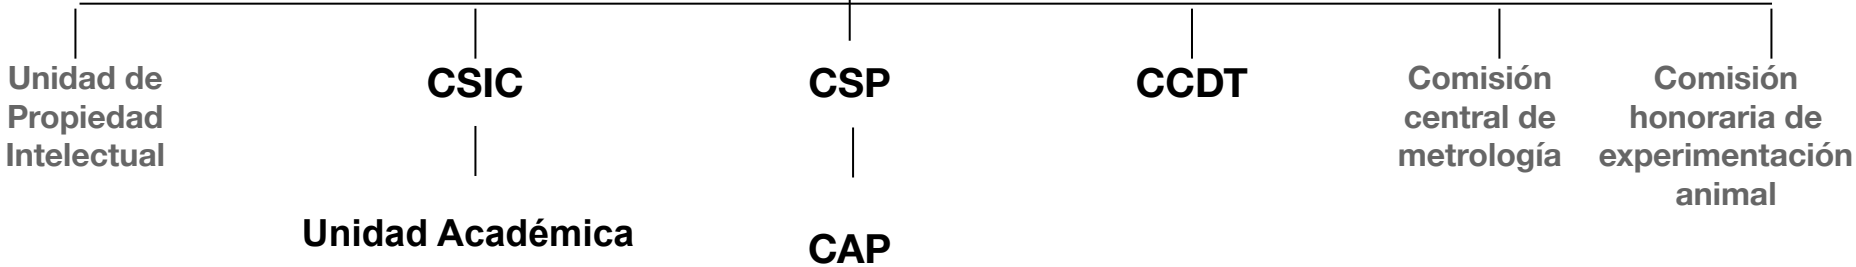 Unidad de
Propiedad
Intelectual
CSIC
CSP
CCDT
Comisión
central de
metrología
Comisión
honoraria de
experimentación
animal
Unidad Académica
CAP